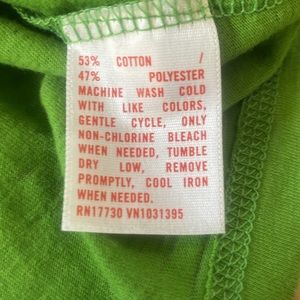 53% COTTON /
47% POLYESTER
MACHINE WASH COLD
WITH LIKE COLORS,
GENTLE CYCLE, ONLY
NON-CHLORINE BLEACH
WHEN NEEDED, TUMBLE
DRY LOW, REMOVE
PROMPTLY, COOL IRON
WHEN NEEDED.
RN17730 VN1031395